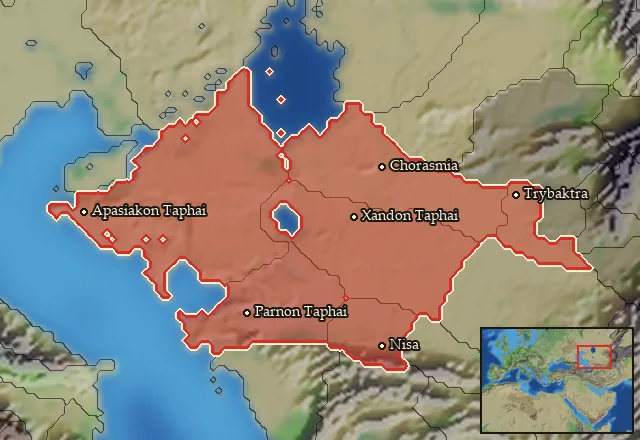 Chorasmia
Trybaktra
Apasiakon Taphai
Xandon Taphai
Parnon Taphai
Nisa